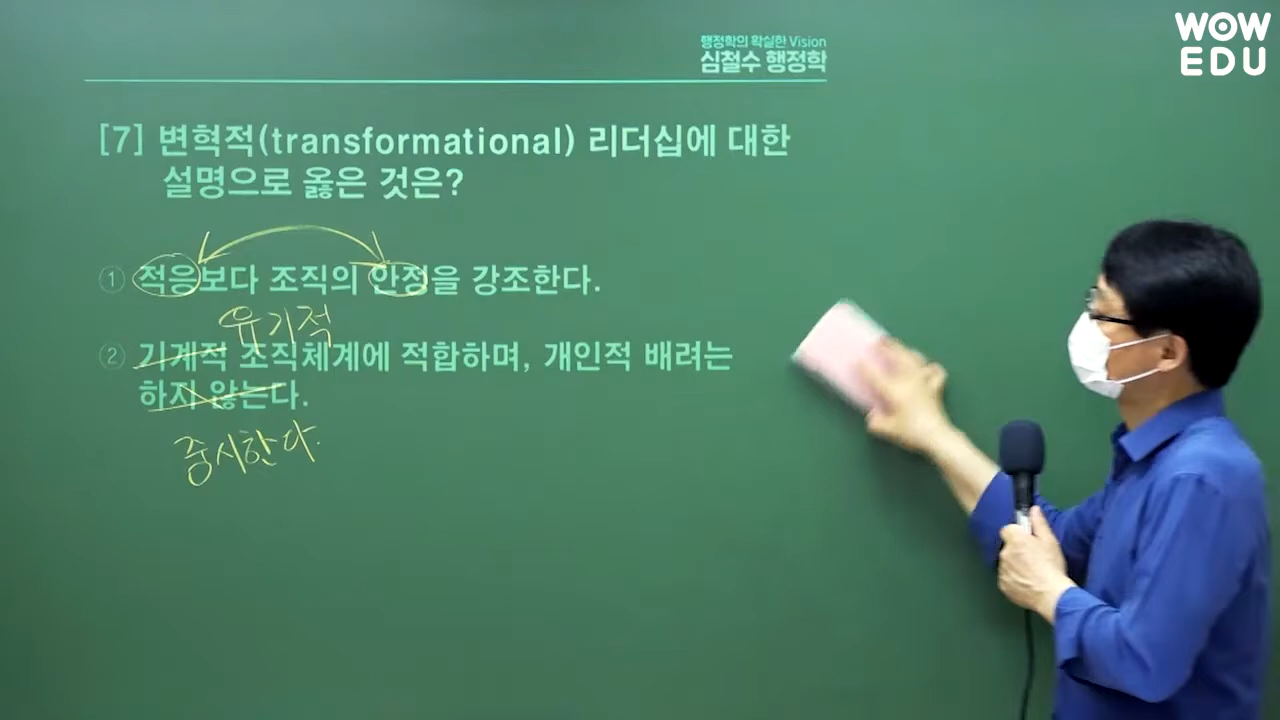 WOW
EDU
행정학의 확실한 Vision
심철수 행정학
[7] 변혁적(transformational) 리더십에 대한
설명으로 옳은 것은?
① 적응보다 조직의 안정을 강조한다.
유기적
② 기계적 조직체계에 적합하며, 개인적 배려는
하지 않는다.
중시한다.